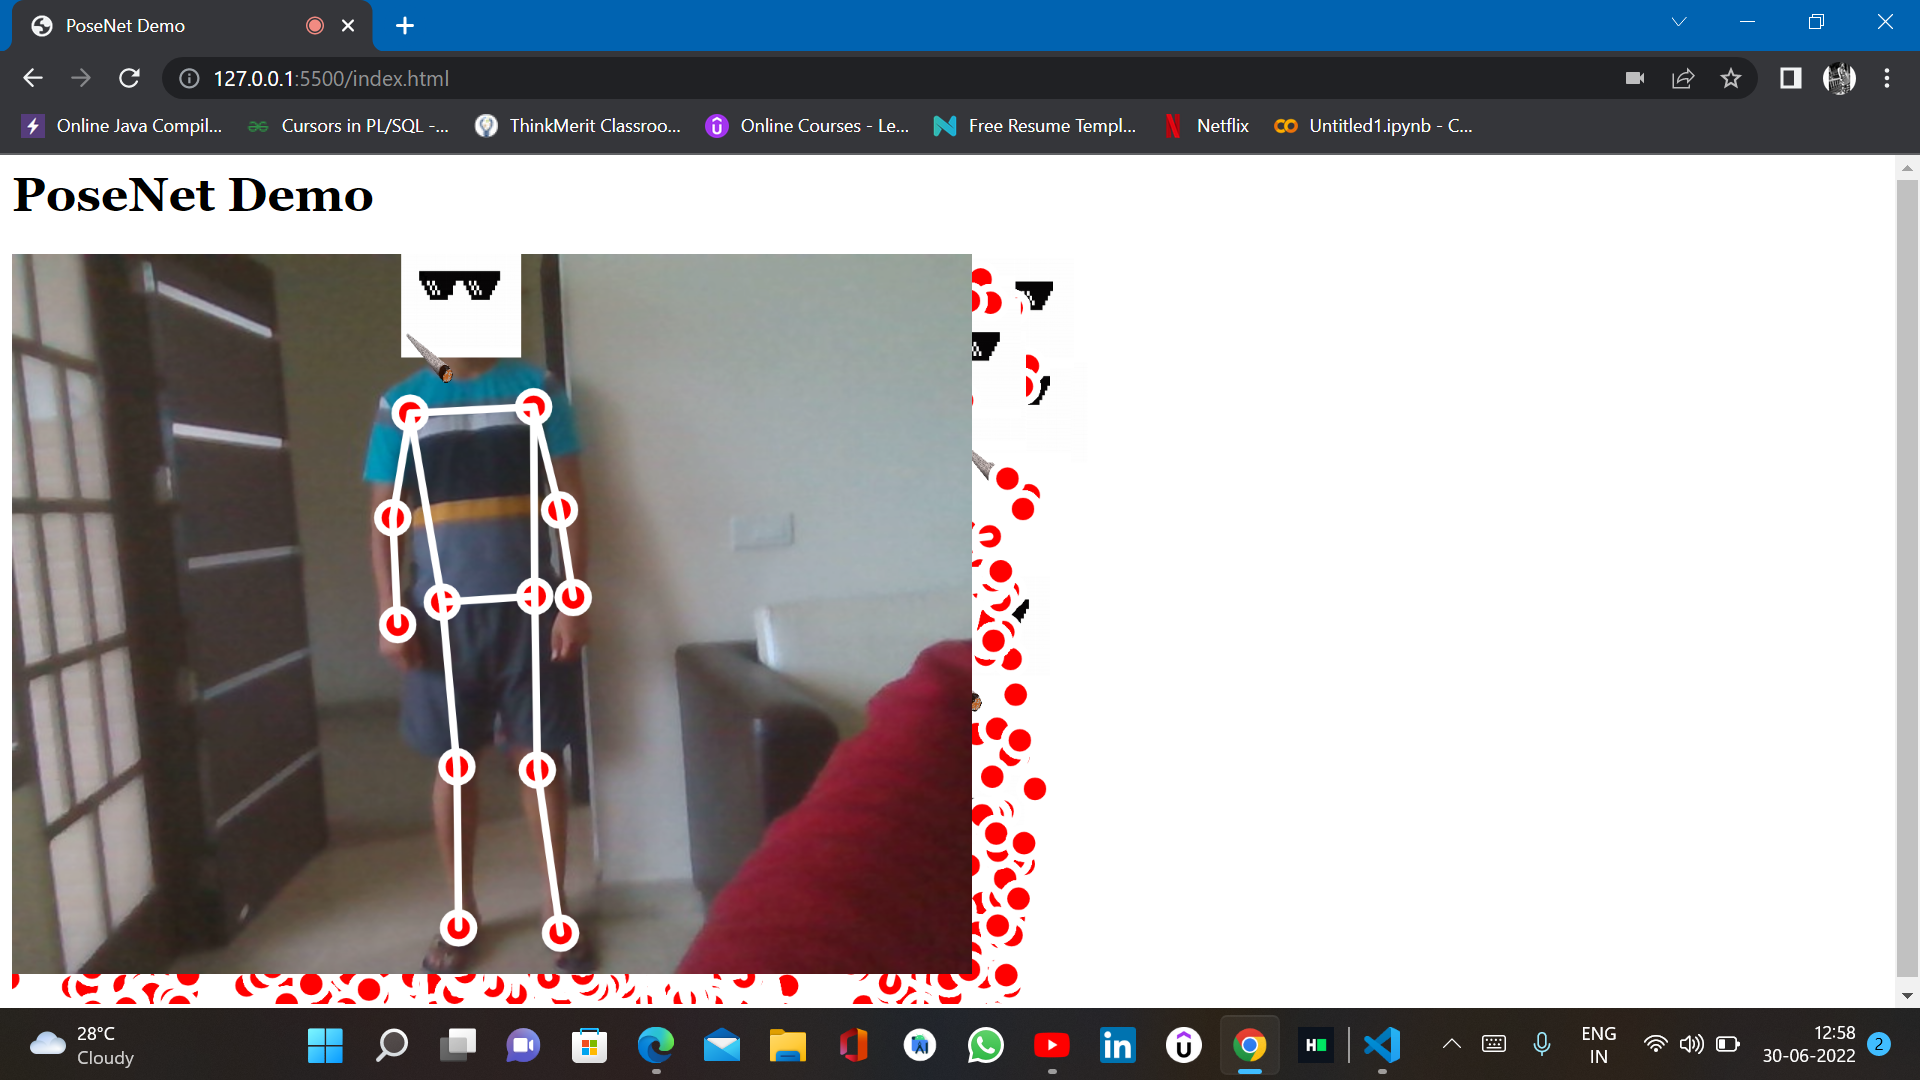 PoseNet Demo
127.0.0.1:5500/index.html
Online Java Compil...
Cursors in PL/SQL -...
ThinkMerit Classroo...
Online Courses - Le...
Free Resume Templ...
Netflix
Untitled1.ipynb - C...
PoseNet Demo
28°C
Cloudy
ENG
IN
12:58
30-06-2022
2